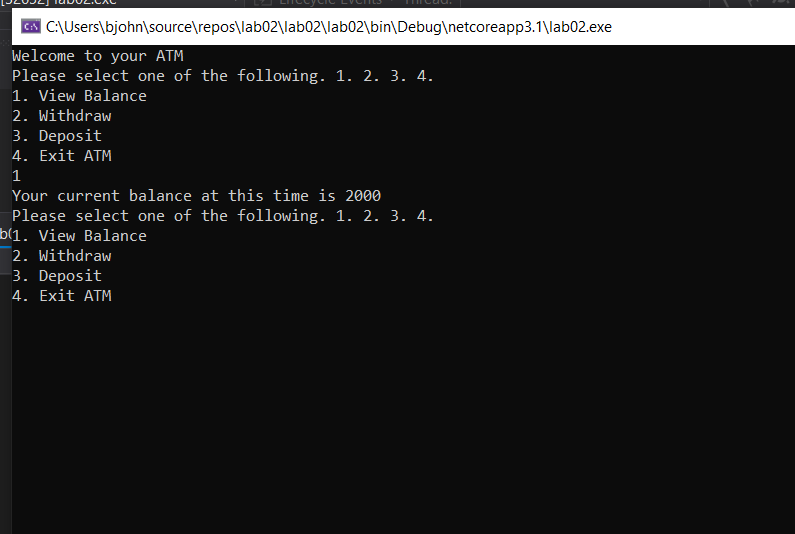 [32632] lab02.exe Lifecycle Events Thread:
C:\Users\bjohn\source\repos\lab02\lab02\lab02\bin\Debug\netcoreapp3.1\lab02.exe
Welcome to your ATM
Please select one of the following. 1. 2. 3. 4.
1. View Balance
2. Withdraw
3. Deposit
4. Exit ATM
1
Your current balance at this time is 2000
Please select one of the following. 1. 2. 3. 4.
1. View Balance
2. Withdraw
3. Deposit
4. Exit ATM